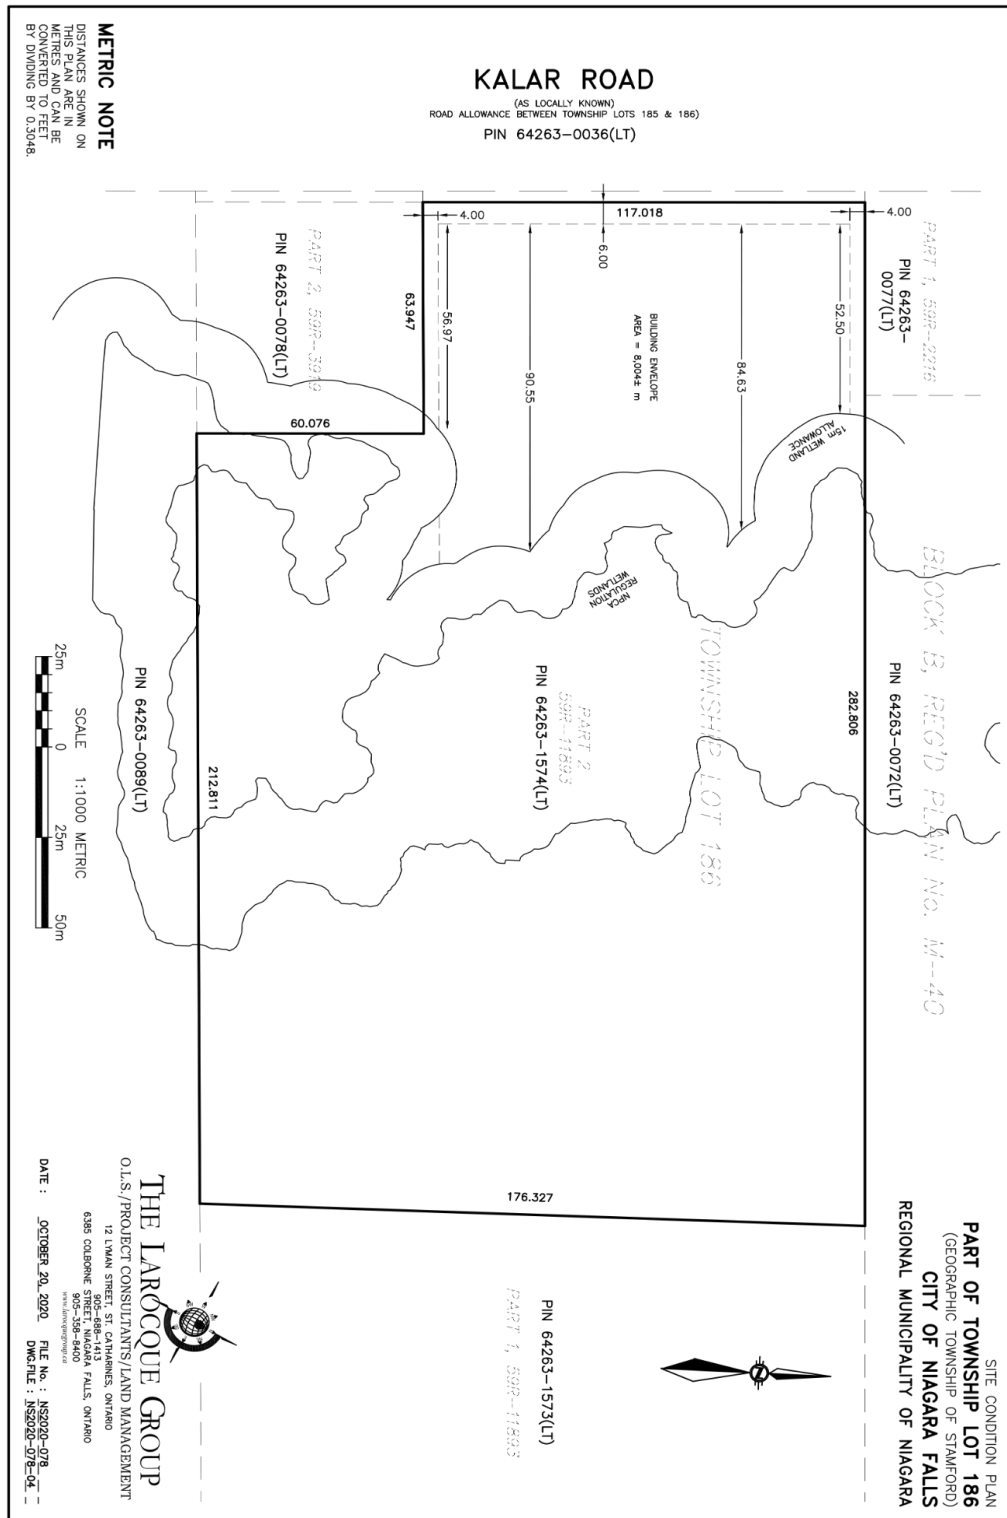 SITE CONDITION PLAN
PART OF TOWNSHIP LOT 186
(GEOGRAPHIC TOWNSHIP OF STAMFORD)
CITY OF NIAGARA FALLS
REGIONAL MUNICIPALITY OF NIAGARA
METRIC NOTE
DISTANCES SHOWN ON
THIS PLAN ARE IN
METRES AND CAN BE
CONVERTED TO FEET
BY DIVIDING BY 0.3048.
KALAR ROAD
(AS LOCALLY KNOWN)
ROAD ALLOWANCE BETWEEN TOWNSHIP LOTS 185 & 186)
PIN 64263-0036(LT)
4.00
117.018
4.00
6.00
PART 1, 59R-2216
PIN 64263-
0077(LT)
PART 2, 59R-3919
PIN 64263-0078(LT)
63.947
56.97
90.55
84.63
52.50
BUILDING ENVELOPE
AREA = 8,004± m
15m WETLAND
ALLOWANCE
60.076
NPCA
REGULATION
WETLANDS
BLOCK B, REG'D PLAN No. M-40
TOWNSHIP LOT 186
PIN 64263-0072(LT)
282.806
PART 2
59R-11893
PIN 64263-1574(LT)
PIN 64263-0089(LT)
212.811
25m 0 25m 50m
SCALE 1:1000 METRIC
176.327
PIN 64263-1573(LT)
PART 1, 59R-11893
N
THE LAROCQUE GROUP
O.L.S./PROJECT CONSULTANTS/LAND MANAGEMENT
12 LYMAN STREET, ST. CATHARINES, ONTARIO
905-688-1413
6385 COLBORNE STREET, NIAGARA FALLS, ONTARIO
905-358-8400
www.larocquegroup.ca
DATE : OCTOBER 20, 2020 FILE No. : NS2020-078
DWG.FILE : NS2020-078-04